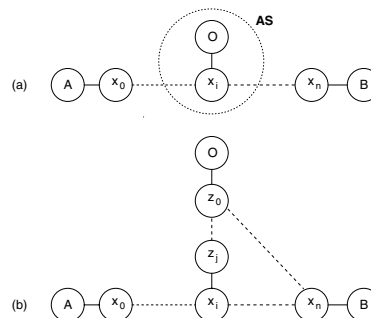 O AS
(a) A x₀ xᵢ xₙ B
O
z₀
zⱼ
(b) A x₀ xᵢ xₙ B